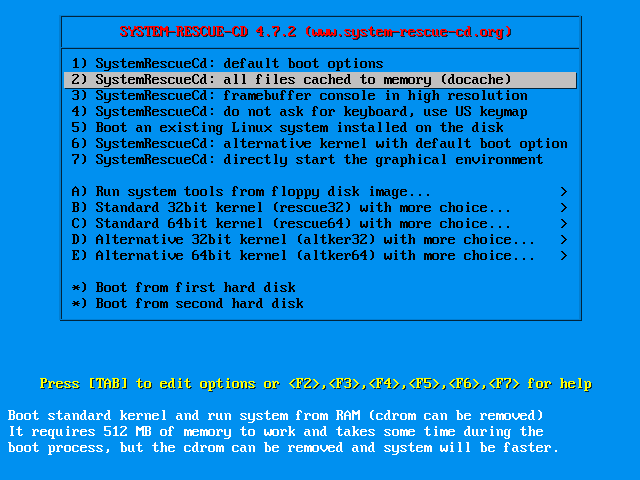 SYSTEM-RESCUE-CD 4.7.2 (www.system-rescue-cd.org)
1) SystemRescueCd: default boot options
2) SystemRescueCd: all files cached to memory (docache)
3) SystemRescueCd: framebuffer console in high resolution
4) SystemRescueCd: do not ask for keyboard, use US keymap
5) Boot an existing Linux system installed on the disk
6) SystemRescueCd: alternative kernel with default boot option
7) SystemRescueCd: directly start the graphical environment
A) Run system tools from floppy disk image... >
B) Standard 32bit kernel (rescue32) with more choice... >
C) Standard 64bit kernel (rescue64) with more choice... >
D) Alternative 32bit kernel (altker32) with more choice... >
E) Alternative 64bit kernel (altker64) with more choice... >
*) Boot from first hard disk
*) Boot from second hard disk
Press [TAB] to edit options or <F2>,<F3>,<F4>,<F5>,<F6>,<F7> for help
Boot standard kernel and run system from RAM (cdrom can be removed)
It requires 512 MB of memory to work and takes some time during the
boot process, but the cdrom can be removed and system will be faster.